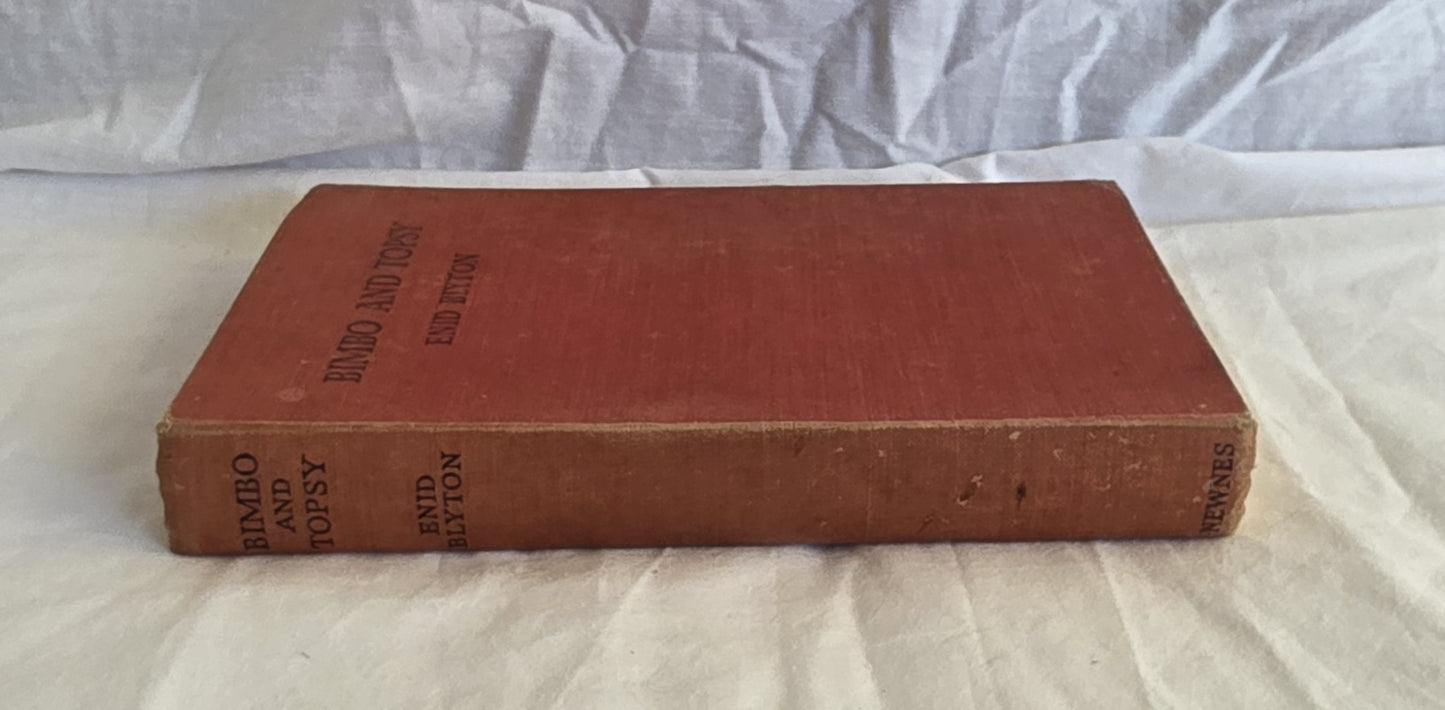 BIMBO AND TOPSY
ENID BLYTON
BIMBO
AND
TOPSY
ENID
BLYTON
NEWNES